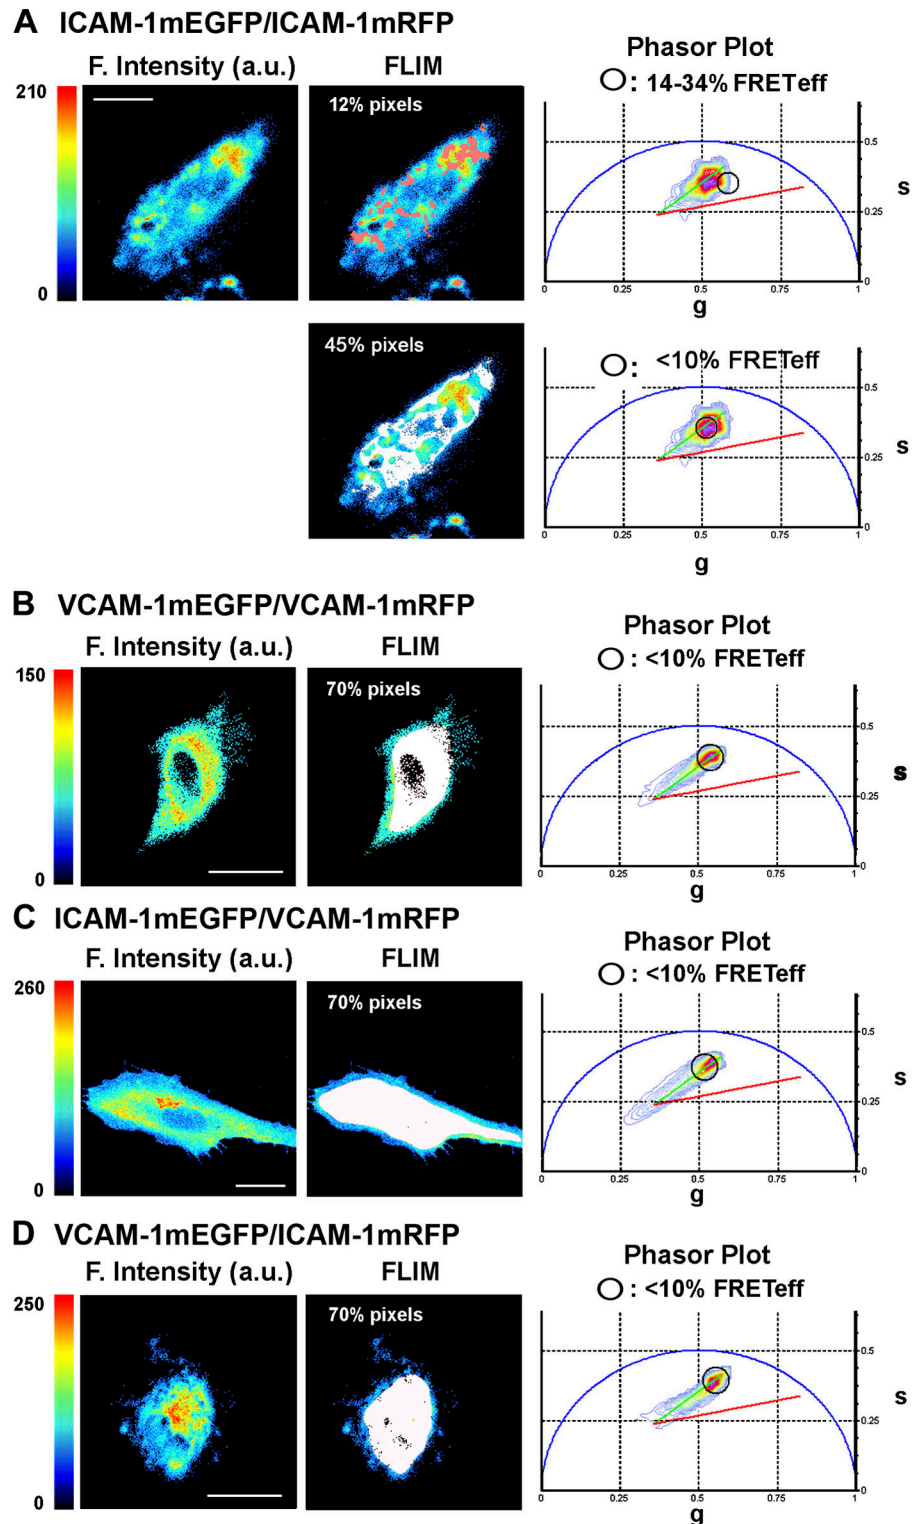 A ICAM-1mEGFP/ICAM-1mRFP
F. Intensity (a.u.) FLIM Phasor Plot
: 14-34% FRETeff
210
0
12% pixels
0.5
0.25
0
s
0 0.25 0.5 0.75 1
g
45% pixels
: <10% FRETeff
0.5
0.25
0
s
0 0.25 0.5 0.75 1
g
B VCAM-1mEGFP/VCAM-1mRFP
F. Intensity (a.u.) FLIM Phasor Plot
: <10% FRETeff
150
0
70% pixels
0.5
0.25
0
s
0 0.25 0.5 0.75 1
g
C ICAM-1mEGFP/VCAM-1mRFP
F. Intensity (a.u.) FLIM Phasor Plot
: <10% FRETeff
260
0
70% pixels
0.5
0.25
0
s
0 0.25 0.5 0.75 1
g
D VCAM-1mEGFP/ICAM-1mRFP
F. Intensity (a.u.) FLIM Phasor Plot
: <10% FRETeff
250
0
70% pixels
0.5
0.25
0
s
0 0.25 0.5 0.75 1
g